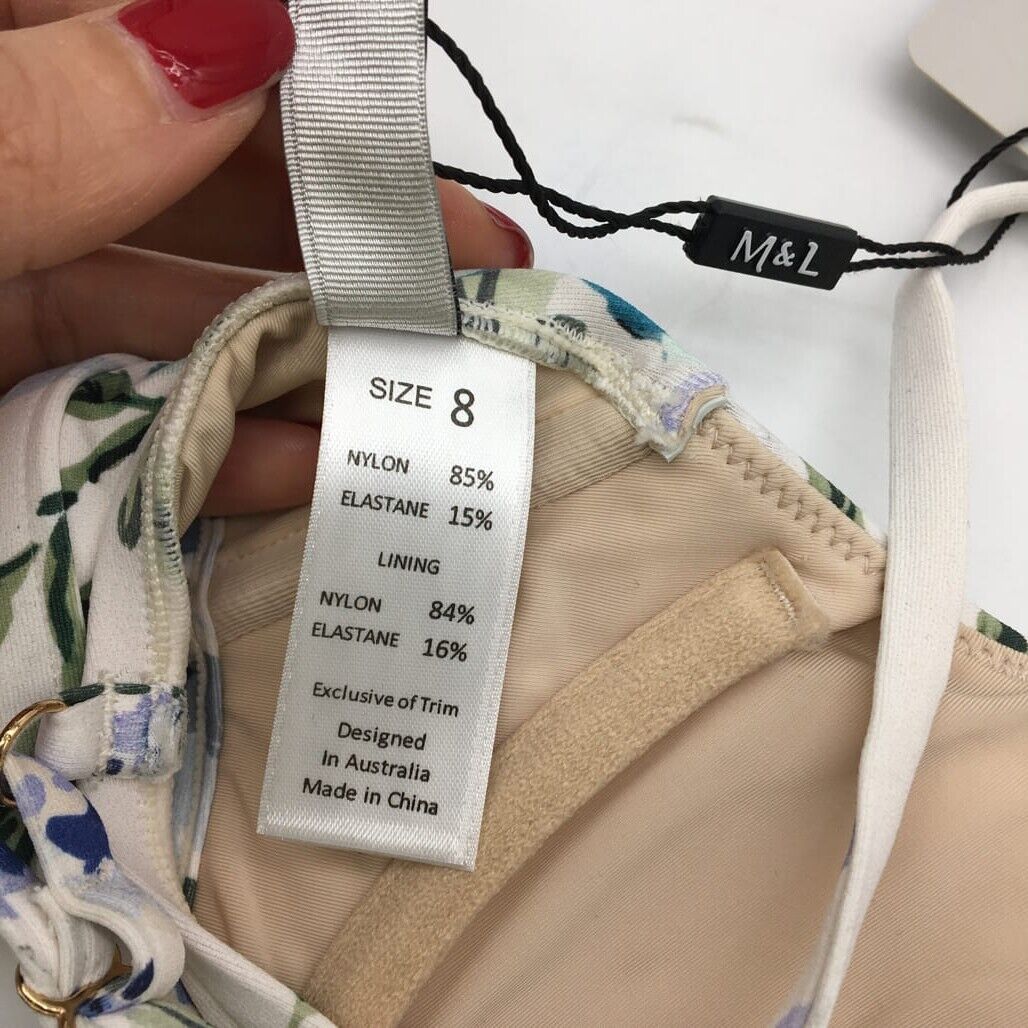 M&L
SIZE 8
NYLON 85%
ELASTANE 15%
LINING
NYLON 84%
ELASTANE 16%
Exclusive of Trim
Designed
In Australia
Made in China